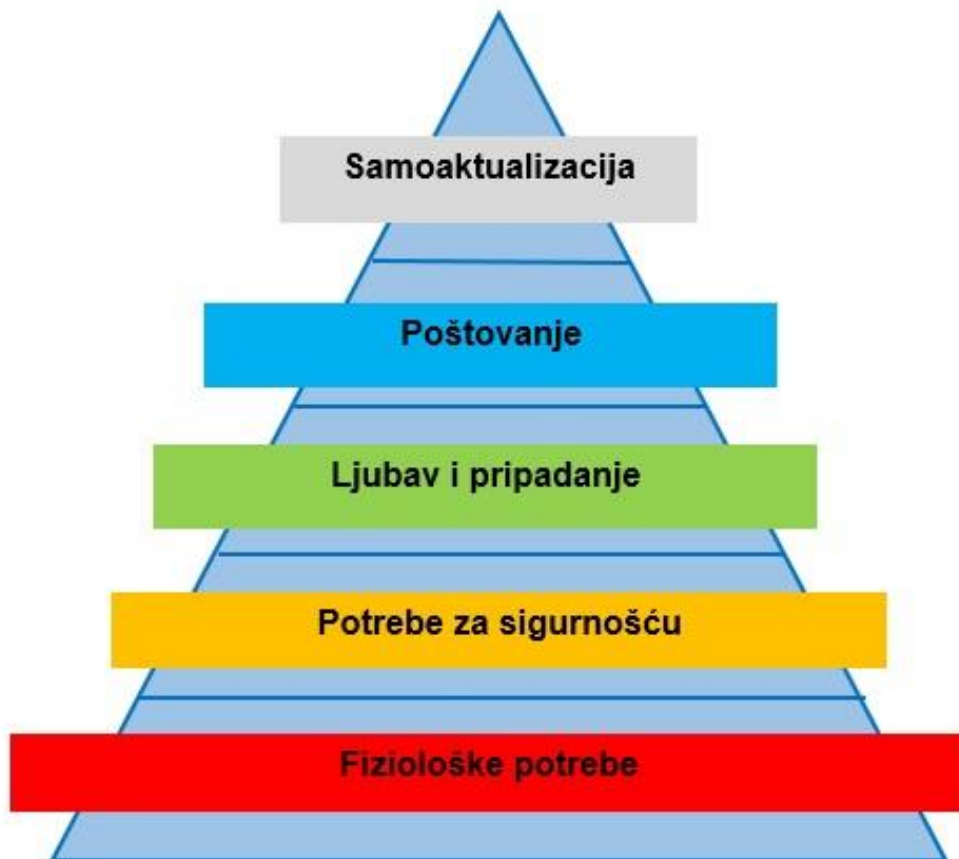 Samoaktualizacija
Poštovanje
Ljubav i pripadanje
Potrebe za sigurnošću
Fiziološke potrebe